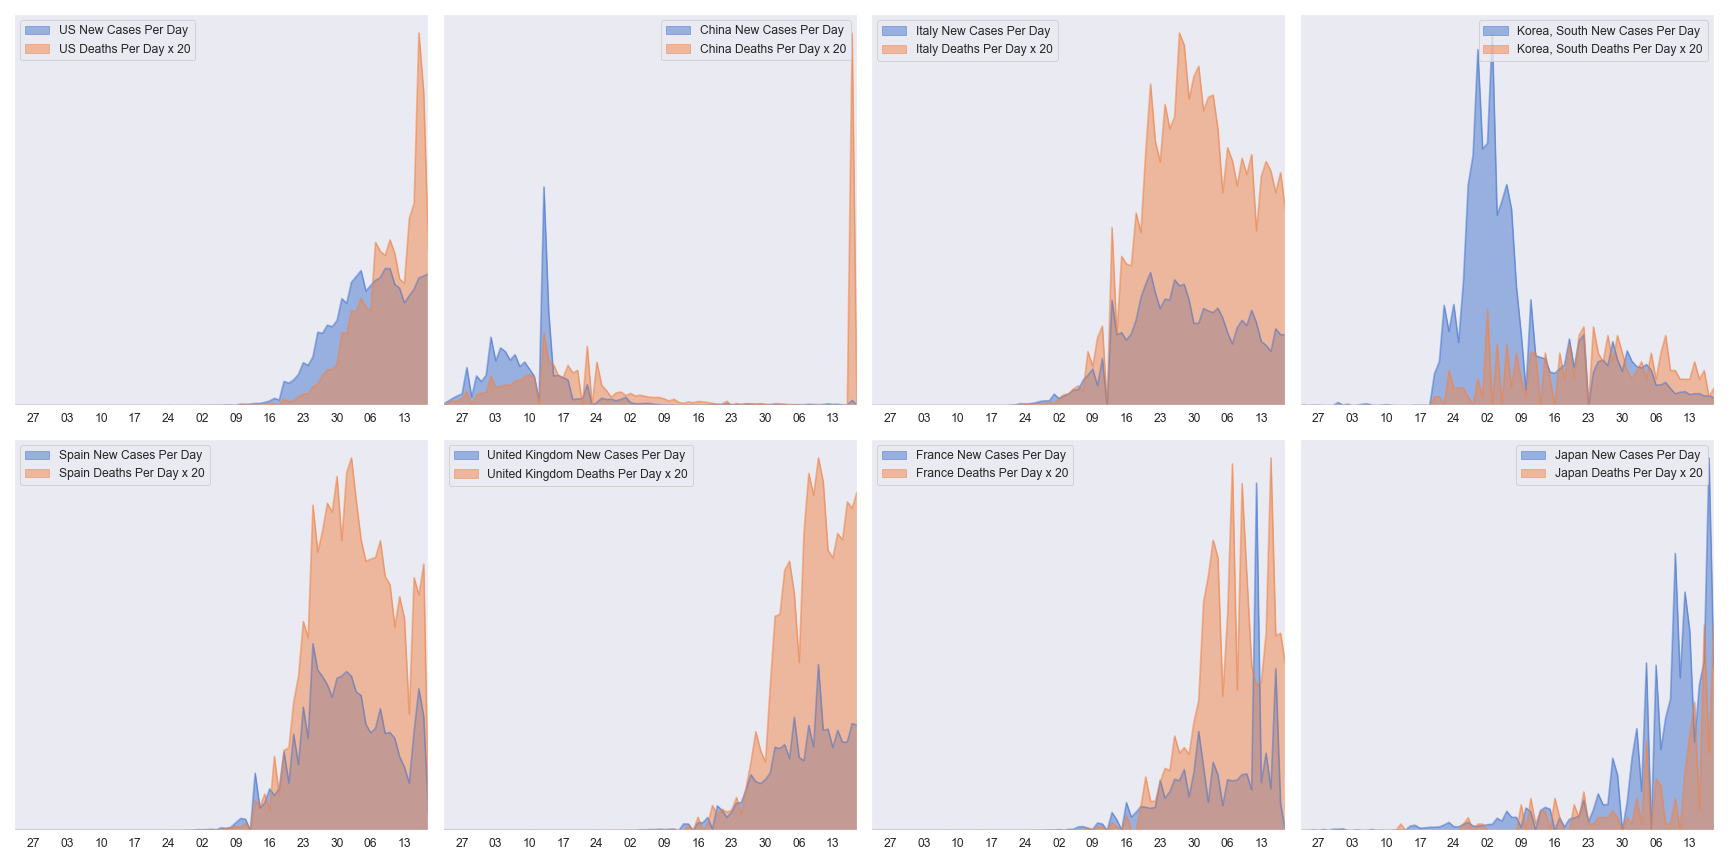 US New Cases Per Day
US Deaths Per Day x 20
China New Cases Per Day
China Deaths Per Day x 20
Italy New Cases Per Day
Italy Deaths Per Day x 20
Korea, South New Cases Per Day
Korea, South Deaths Per Day x 20
27 03 10 17 24 02 09 16 23 30 06 13
27 03 10 17 24 02 09 16 23 30 06 13
27 03 10 17 24 02 09 16 23 30 06 13
27 03 10 17 24 02 09 16 23 30 06 13
Spain New Cases Per Day
Spain Deaths Per Day x 20
United Kingdom New Cases Per Day
United Kingdom Deaths Per Day x 20
France New Cases Per Day
France Deaths Per Day x 20
Japan New Cases Per Day
Japan Deaths Per Day x 20
27 03 10 17 24 02 09 16 23 30 06 13
27 03 10 17 24 02 09 16 23 30 06 13
27 03 10 17 24 02 09 16 23 30 06 13
27 03 10 17 24 02 09 16 23 30 06 13